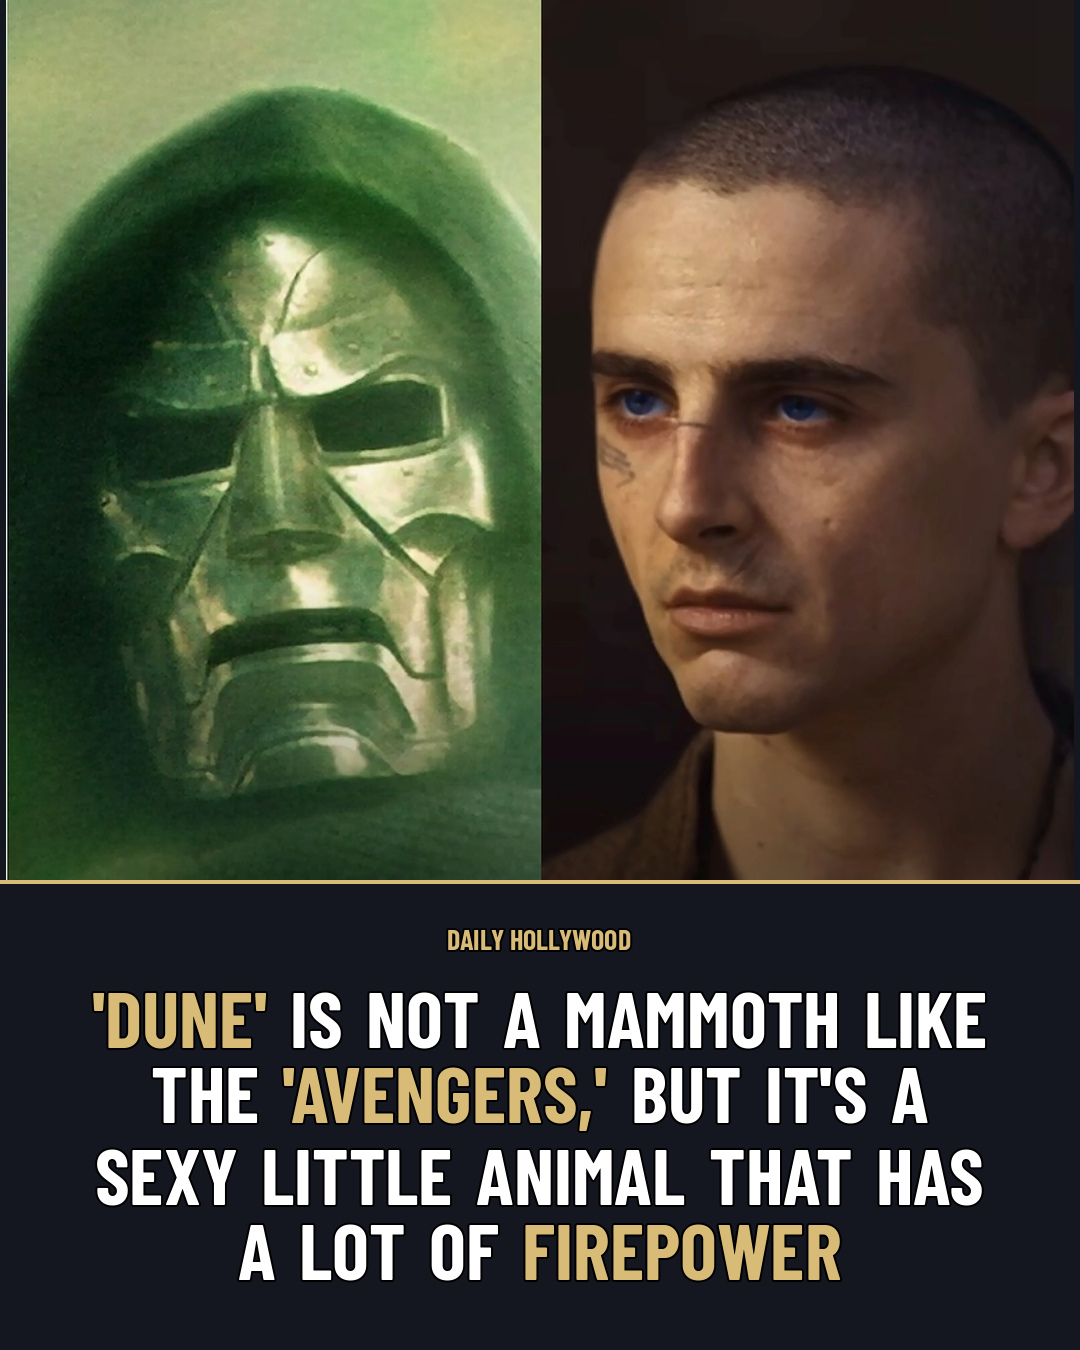 DAILY HOLLYWOOD
'DUNE' IS NOT A MAMMOTH LIKE
THE 'AVENGERS,' BUT IT'S A
SEXY LITTLE ANIMAL THAT HAS
A LOT OF FIREPOWER